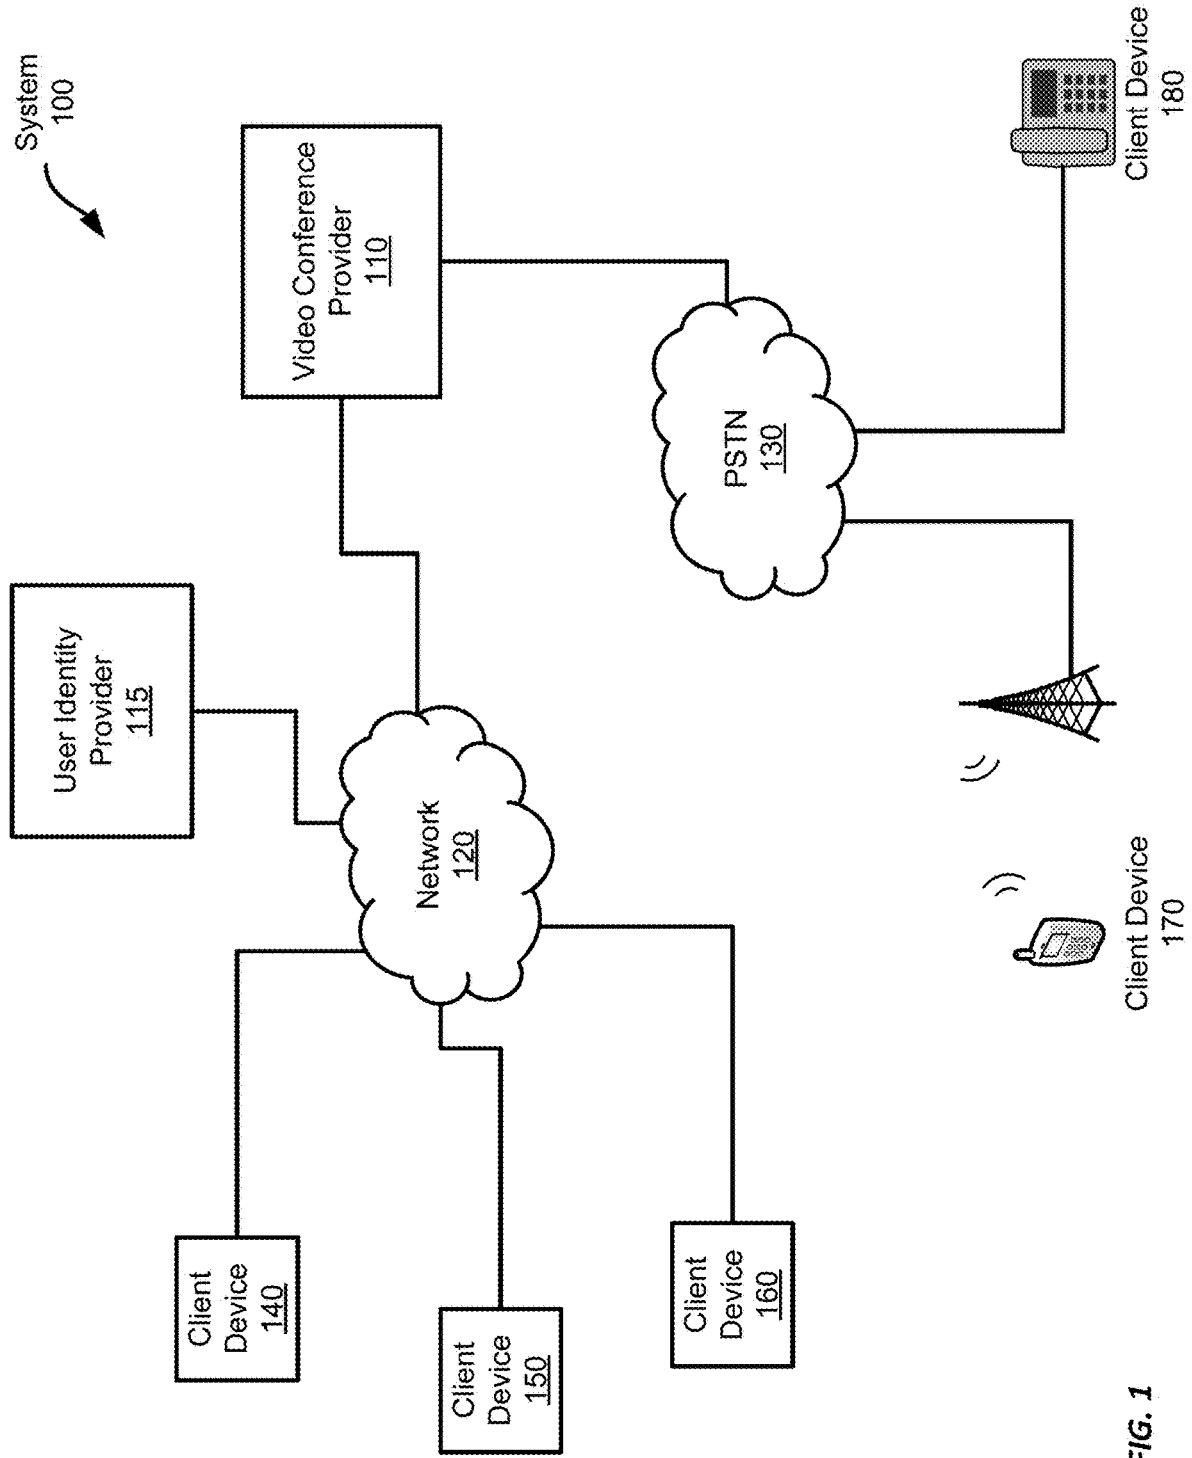 System
100
User Identity
Provider
115
Video Conference
Provider
110
Client
Device
140
Network
120
Client
Device
150
PSTN
130
Client
Device
160
Client Device
170
Client Device
180
FIG. 1